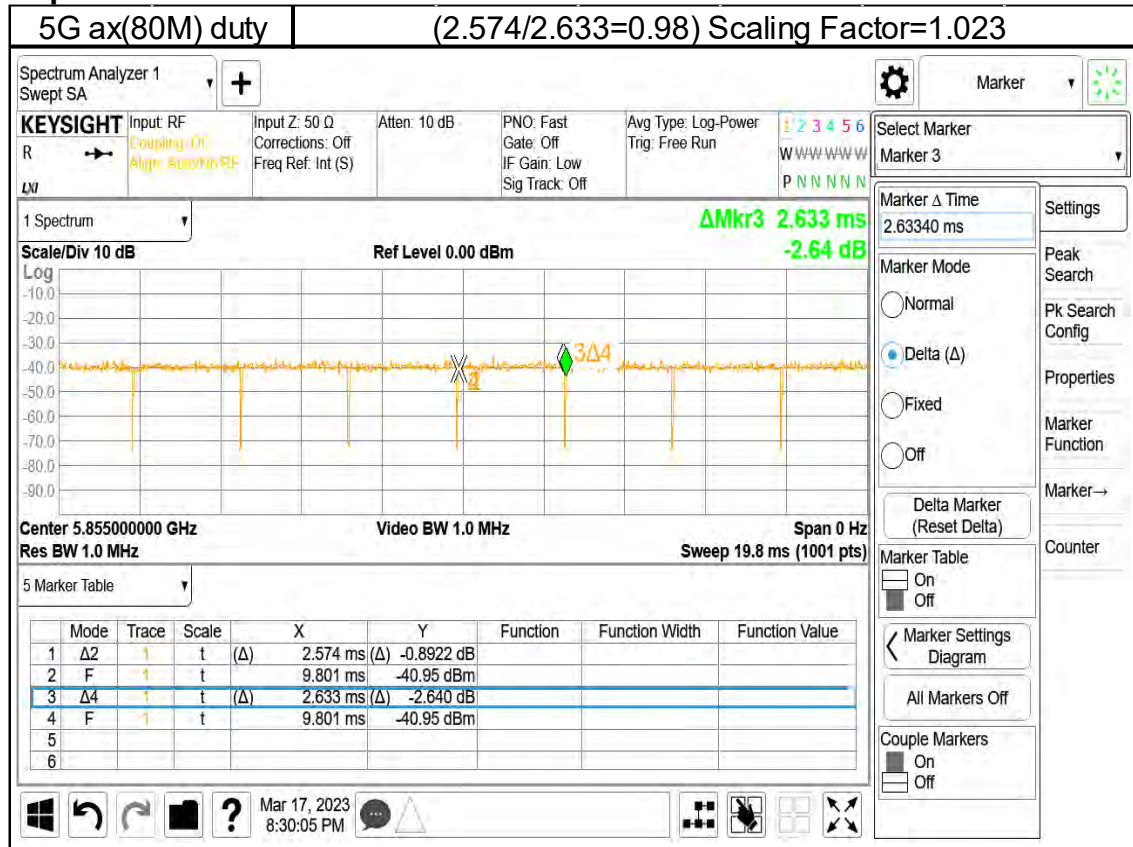 5G ax(80M) duty (2.574/2.633=0.98) Scaling Factor=1.023
Spectrum Analyzer 1
Swept SA
+
Marker
KEYSIGHT
R
LXI
Input: RF
Coupling: DC
Align: Auto/No RF
Input Z: 50 Ω
Corrections: Off
Freq Ref: Int (S)
Atten: 10 dB
PNO: Fast
Gate: Off
IF Gain: Low
Sig Track: Off
Avg Type: Log-Power
Trig: Free Run
1 2 3 4 5 6
W W W W W W
P N N N N N
Select Marker
Marker 3
1 Spectrum
ΔMkr3 2.633 ms
-2.64 dB
Scale/Div 10 dB
Ref Level 0.00 dBm
Log
-10.0
-20.0
-30.0
-40.0
-50.0
-60.0
-70.0
-80.0
-90.0
3Δ4
Center 5.855000000 GHz
Video BW 1.0 MHz
Span 0 Hz
Res BW 1.0 MHz
Sweep 19.8 ms (1001 pts)
Marker Δ Time
2.63340 ms
Marker Mode
Normal
Delta (Δ)
Fixed
Off
Delta Marker
(Reset Delta)
Marker Table
On
Off
Marker Settings
Diagram
All Markers Off
Couple Markers
On
Off
Settings
Peak
Search
Pk Search
Config
Properties
Marker
Function
Marker→
Counter
5 Marker Table
Mode Trace Scale X Y Function Function Width Function Value
1 Δ2 1 t (Δ) 2.574 ms (Δ) -0.8922 dB
2 F 1 t 9.801 ms -40.95 dBm
3 Δ4 1 t (Δ) 2.633 ms (Δ) -2.640 dB
4 F 1 t 9.801 ms -40.95 dBm
5
6
?
Mar 17, 2023
8:30:05 PM